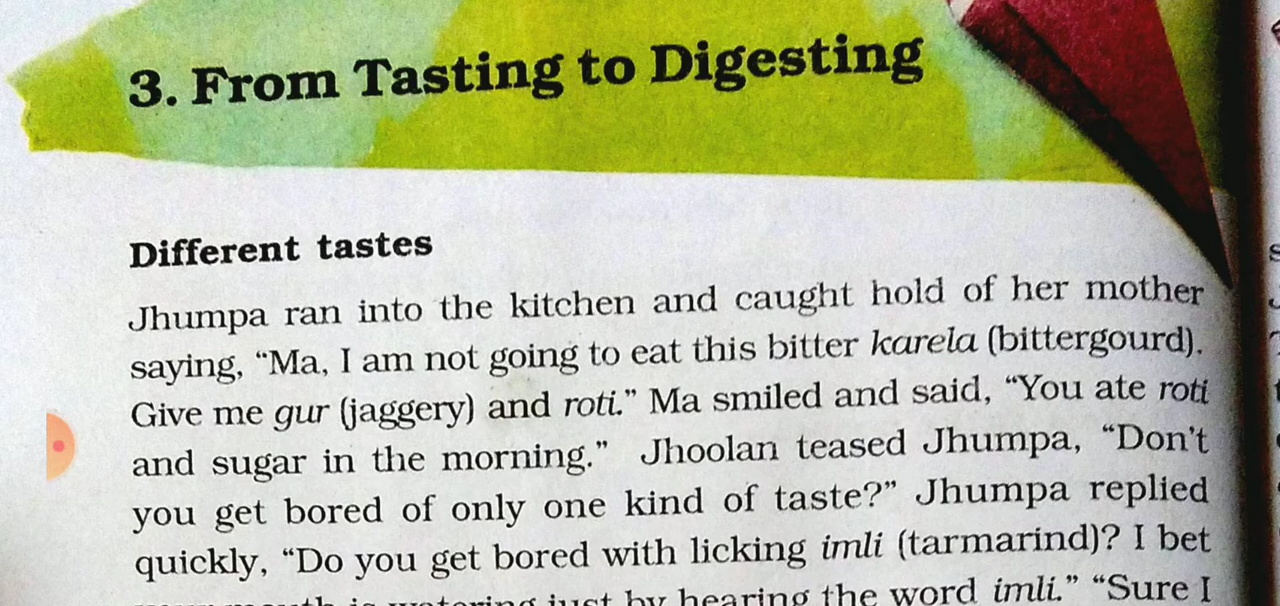 3. From Tasting to Digesting
Different tastes
Jhumpa ran into the kitchen and caught hold of her mother
saying, “Ma, I am not going to eat this bitter karela (bittergourd).
Give me gur (jaggery) and roti.” Ma smiled and said, “You ate roti
and sugar in the morning.” Jhoolan teased Jhumpa, “Don’t
you get bored of only one kind of taste?” Jhumpa replied
quickly, “Do you get bored with licking imli (tarmarind)? I bet
your mouth is watering just by hearing the word imli.” “Sure I